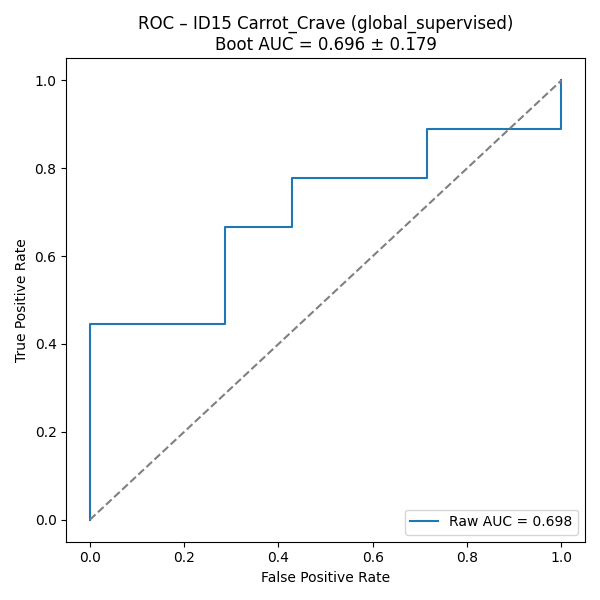 ROC – ID15 Carrot_Crave (global_supervised)
Boot AUC = 0.696 ± 0.179
True Positive Rate
1.0
0.8
0.6
0.4
0.2
0.0
0.0 0.2 0.4 0.6 0.8 1.0
False Positive Rate
Raw AUC = 0.698